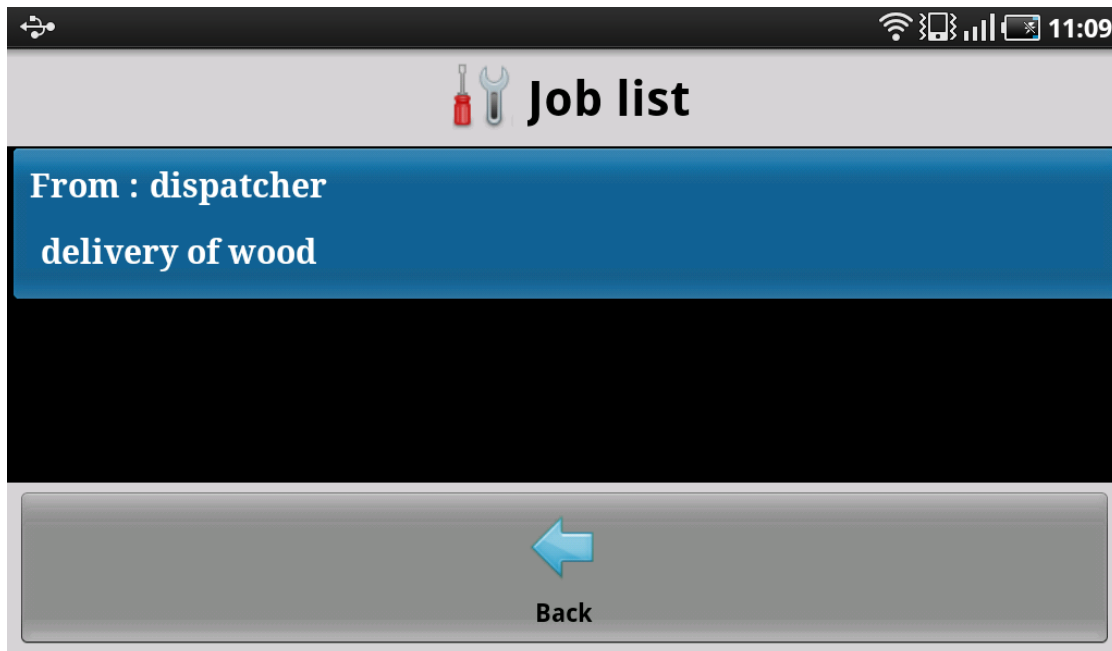 11:09
Job list
From : dispatcher
delivery of wood
Back